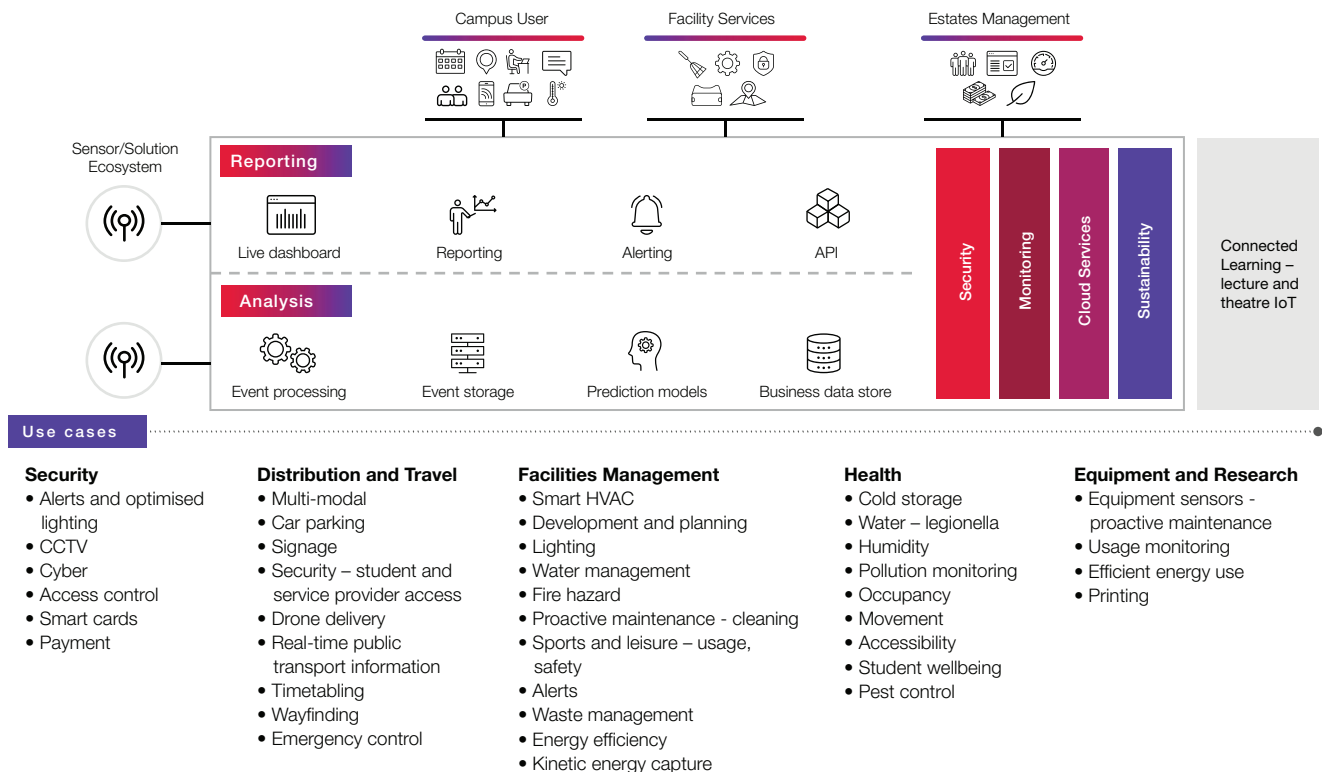 Campus User
Facility Services
Estates Management
Sensor/Solution
Ecosystem
Reporting
Live dashboard
Reporting
Alerting
API
Analysis
Event processing
Event storage
Prediction models
Business data store
Security
Monitoring
Cloud Services
Sustainability
Connected
Learning –
lecture and
theatre IoT
Use cases
Security
• Alerts and optimised
lighting
• CCTV
• Cyber
• Access control
• Smart cards
• Payment
Distribution and Travel
• Multi-modal
• Car parking
• Signage
• Security – student and
service provider access
• Drone delivery
• Real-time public
transport information
• Timetabling
• Wayfinding
• Emergency control
Facilities Management
• Smart HVAC
• Development and planning
• Lighting
• Water management
• Fire hazard
• Proactive maintenance - cleaning
• Sports and leisure – usage,
safety
• Alerts
• Waste management
• Energy efficiency
• Kinetic energy capture
Health
• Cold storage
• Water – legionella
• Humidity
• Pollution monitoring
• Occupancy
• Movement
• Accessibility
• Student wellbeing
• Pest control
Equipment and Research
• Equipment sensors -
proactive maintenance
• Usage monitoring
• Efficient energy use
• Printing